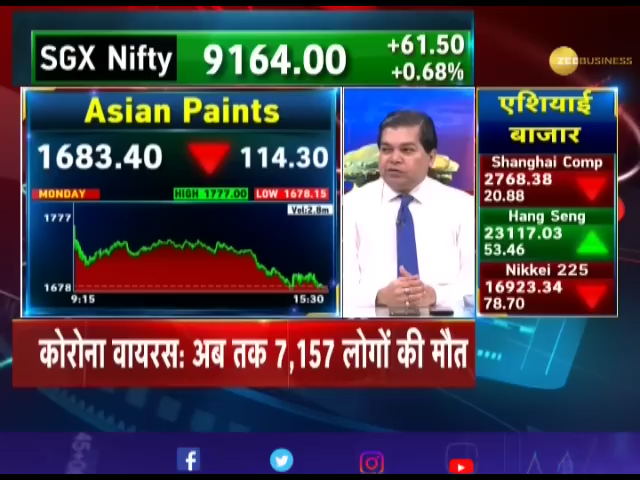 SGX Nifty 9164.00 +61.50
+0.68%
ZEEBUSINESS
Asian Paints
1683.40 114.30
MONDAY HIGH 1777.00 LOW 1678.15
Vol:2.8m
1777
1678
9:15 15:30
एशियाई
बाजार
Shanghai Comp
2768.38
20.88
Hang Seng
23117.03
53.46
Nikkei 225
16923.34
78.70
कोरोना वायरस: अब तक 7,157 लोगों की मौत